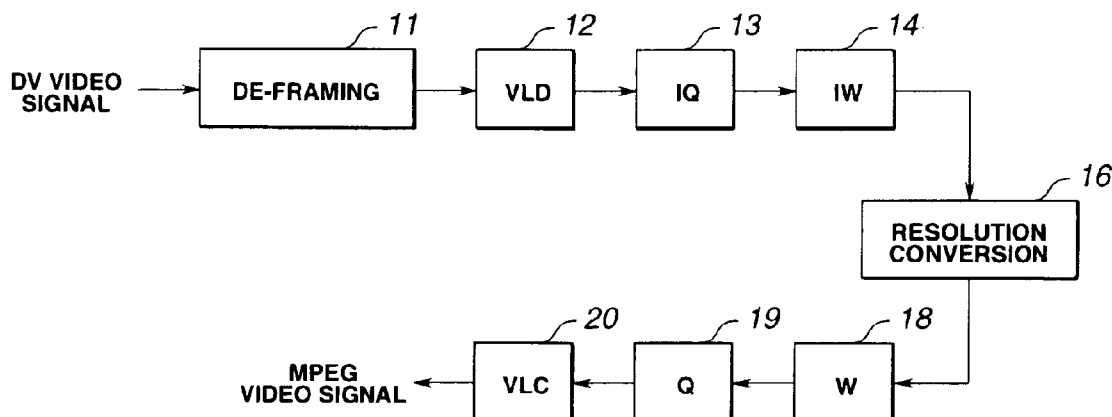 11
12
13
14
DV VIDEO
SIGNAL
DE-FRAMING
VLD
IQ
IW
16
RESOLUTION
CONVERSION
20
19
18
MPEG
VIDEO SIGNAL
VLC
Q
W